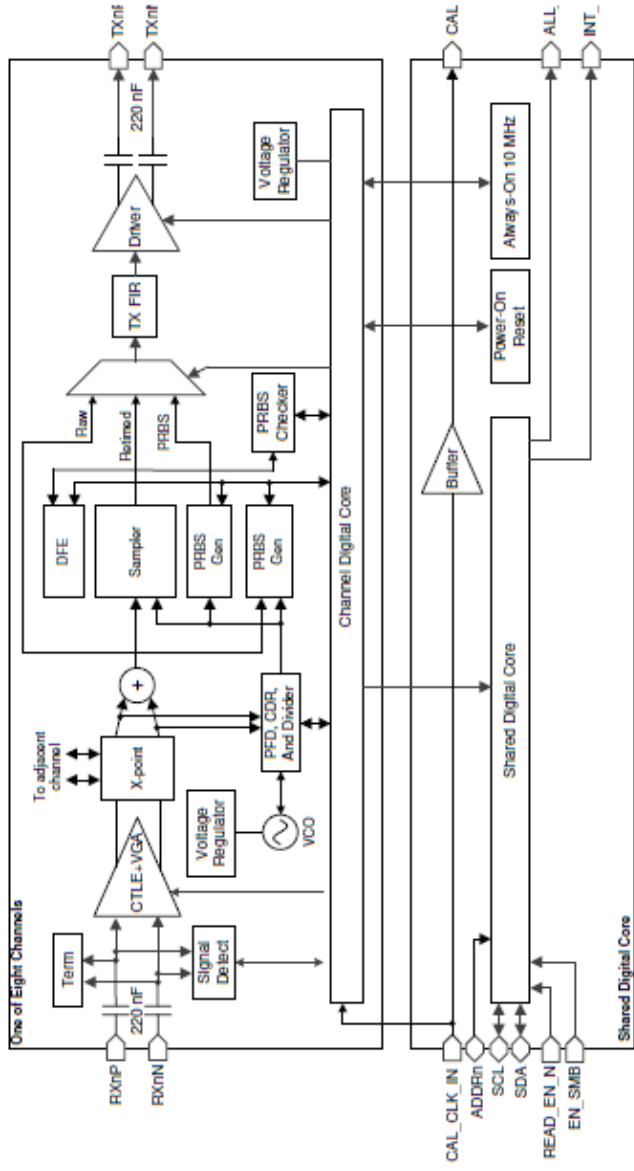 One of Eight Channels
RXnP
RXnN
220 nF
Term
Signal
Detect
CTLE+VGA
Voltage
Regulator
VCO
To adjacent
channel
X-point
+
PFD, CDR,
And Divider
DFE
Sampler
PRBS
Gen
PRBS
Gen
PRBS
Checker
Raw
Retimed
PRBS
TX FIR
Driver
220 nF
Voltage
Regulator
TXnP
TXnN
Channel Digital Core
CAL_CLK_IN
ADDRn
SCL
SDA
READ_EN_N
EN_SMB
Buffer
Shared Digital Core
Power-On
Reset
Always-On 10 MHz
CAL_
ALL_
INT_
Shared Digital Core